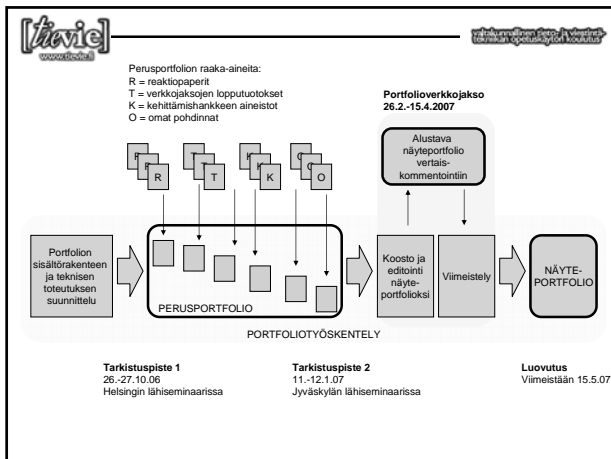 [tievie]
www.tievie.fi
valtakunnallinen tieto- ja viestintä-
tekniikan opetuskäytön koulutus
Perusportfolion raaka-aineita:
R = reaktiopaperit
T = verkkojaksojen lopputuotokset
K = kehittämishankkeen aineistot
O = omat pohdinnat
Portfolioverkkojakso
26.2.-15.4.2007
Alustava
näyteportfolio
vertais-
kommentointiin
R
R
R
T
T
T
K
K
K
O
O
O
Portfolion
sisältörakenteen
ja teknisen
toteutuksen
suunnittelu
PERUSPORTFOLIO
Koosto ja
editointi
näyte-
portfolioksi
Viimeistely
NÄYTE-
PORTFOLIO
PORTFOLIOTYÖSKENTELY
Tarkistuspiste 1
26.-27.10.06
Helsingin lähiseminaarissa
Tarkistuspiste 2
11.-12.1.07
Jyväskylän lähiseminaarissa
Luovutus
Viimeistään 15.5.07